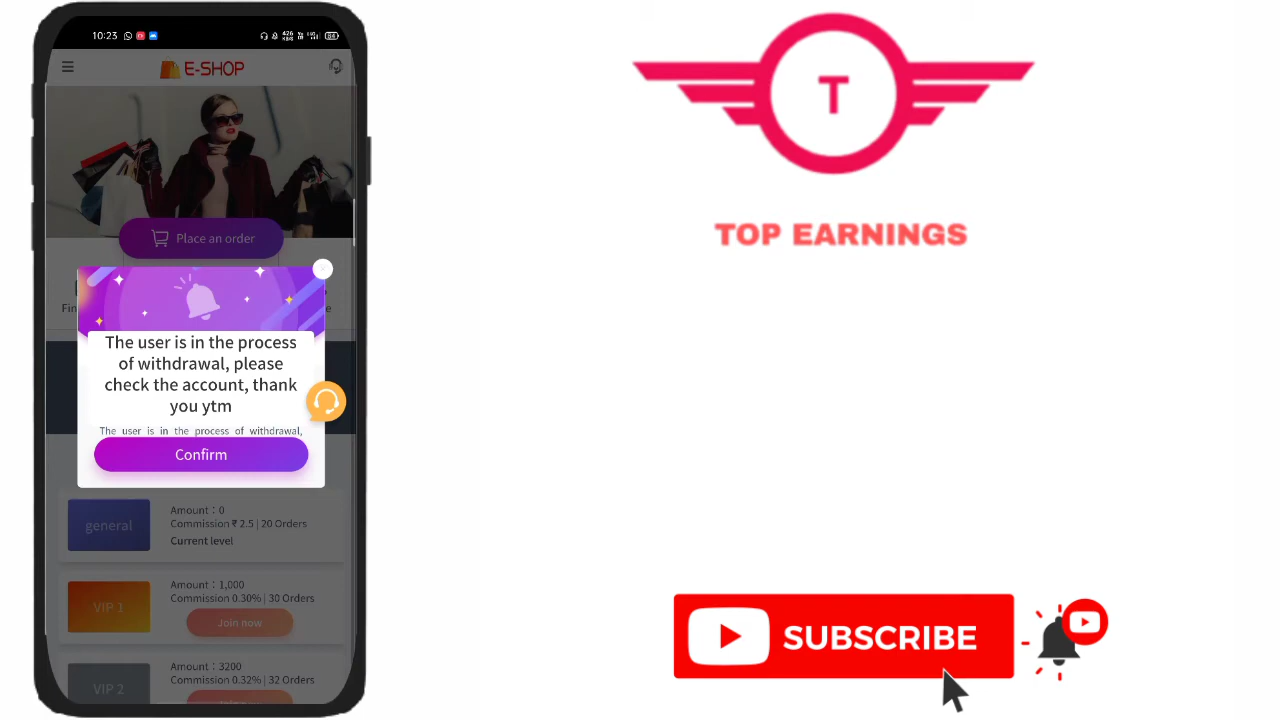 10:23
84
E-SHOP
Place an order
Fin
e
The user is in the process
of withdrawal, please
check the account, thank
you ytm
The user is in the process of withdrawal,
Confirm
general
Amount：0
Commission ₹ 2.5 | 20 Orders
Current level
VIP 1
Amount：1,000
Commission 0.30% | 30 Orders
Join now
VIP 2
Amount：3200
Commission 0.32% | 32 Orders
T
TOP EARNINGS
SUBSCRIBE